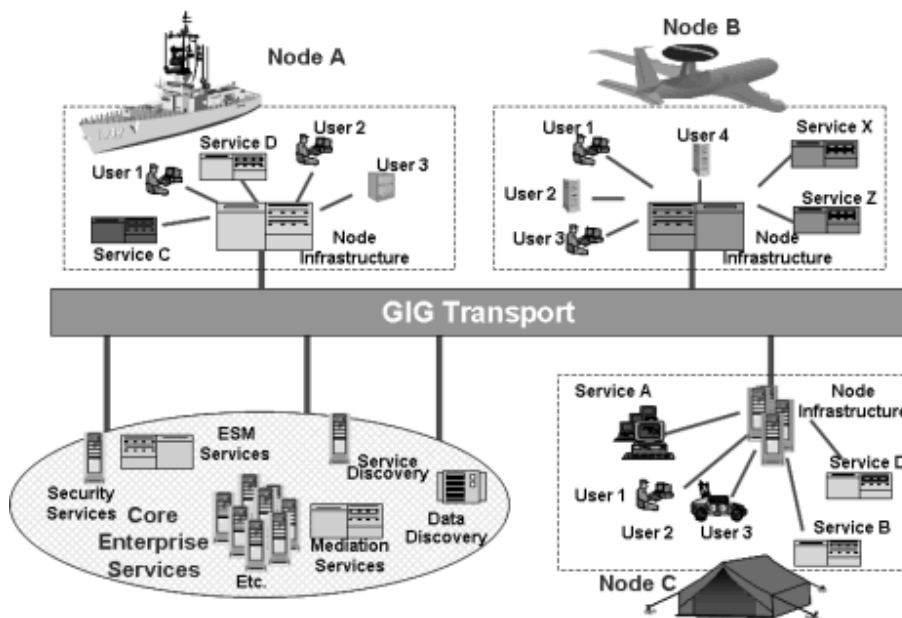 Node A
Node B
User 2
Service D
User 1
User 3
Service C
Node
Infrastructure
User 1
User 4
Service X
User 2
Service Z
User 3
Node
Infrastructure
GIG Transport
Service A
Node
Infrastructure
ESM
Services
Service
Discovery
Security
Services
Core
Enterprise
Services
Data
Discovery
Mediation
Services
Etc.
Service D
User 1
User 2
User 3
Service B
Node C